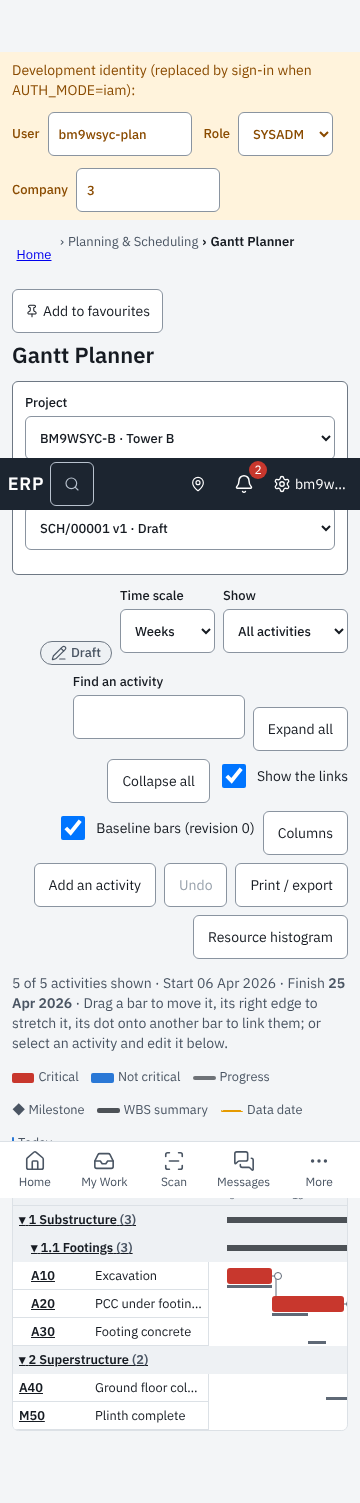 Development identity (replaced by sign-in when
AUTH_MODE=iam):
User bm9wsyc-plan Role SYSADM
Company 3
Home › Planning & Scheduling › Gantt Planner
Add to favourites
Gantt Planner
Project
BM9WSYC-B · Tower B
ERP 2 bm9w...
SCH/00001 v1 · Draft
Time scale Show
Draft Weeks All activities
Find an activity
Expand all
Collapse all Show the links
Baseline bars (revision 0) Columns
Add an activity Undo Print / export
Resource histogram
5 of 5 activities shown · Start 06 Apr 2026 · Finish 25
Apr 2026 · Drag a bar to move it, its right edge to
stretch it, its dot onto another bar to link them; or
select an activity and edit it below.
Critical Not critical Progress
Milestone WBS summary Data date
Today
Home My Work Scan Messages More
▾ 1 Substructure (3)
▾ 1.1 Footings (3)
A10 Excavation
A20 PCC under footin...
A30 Footing concrete
▾ 2 Superstructure (2)
A40 Ground floor col...
M50 Plinth complete